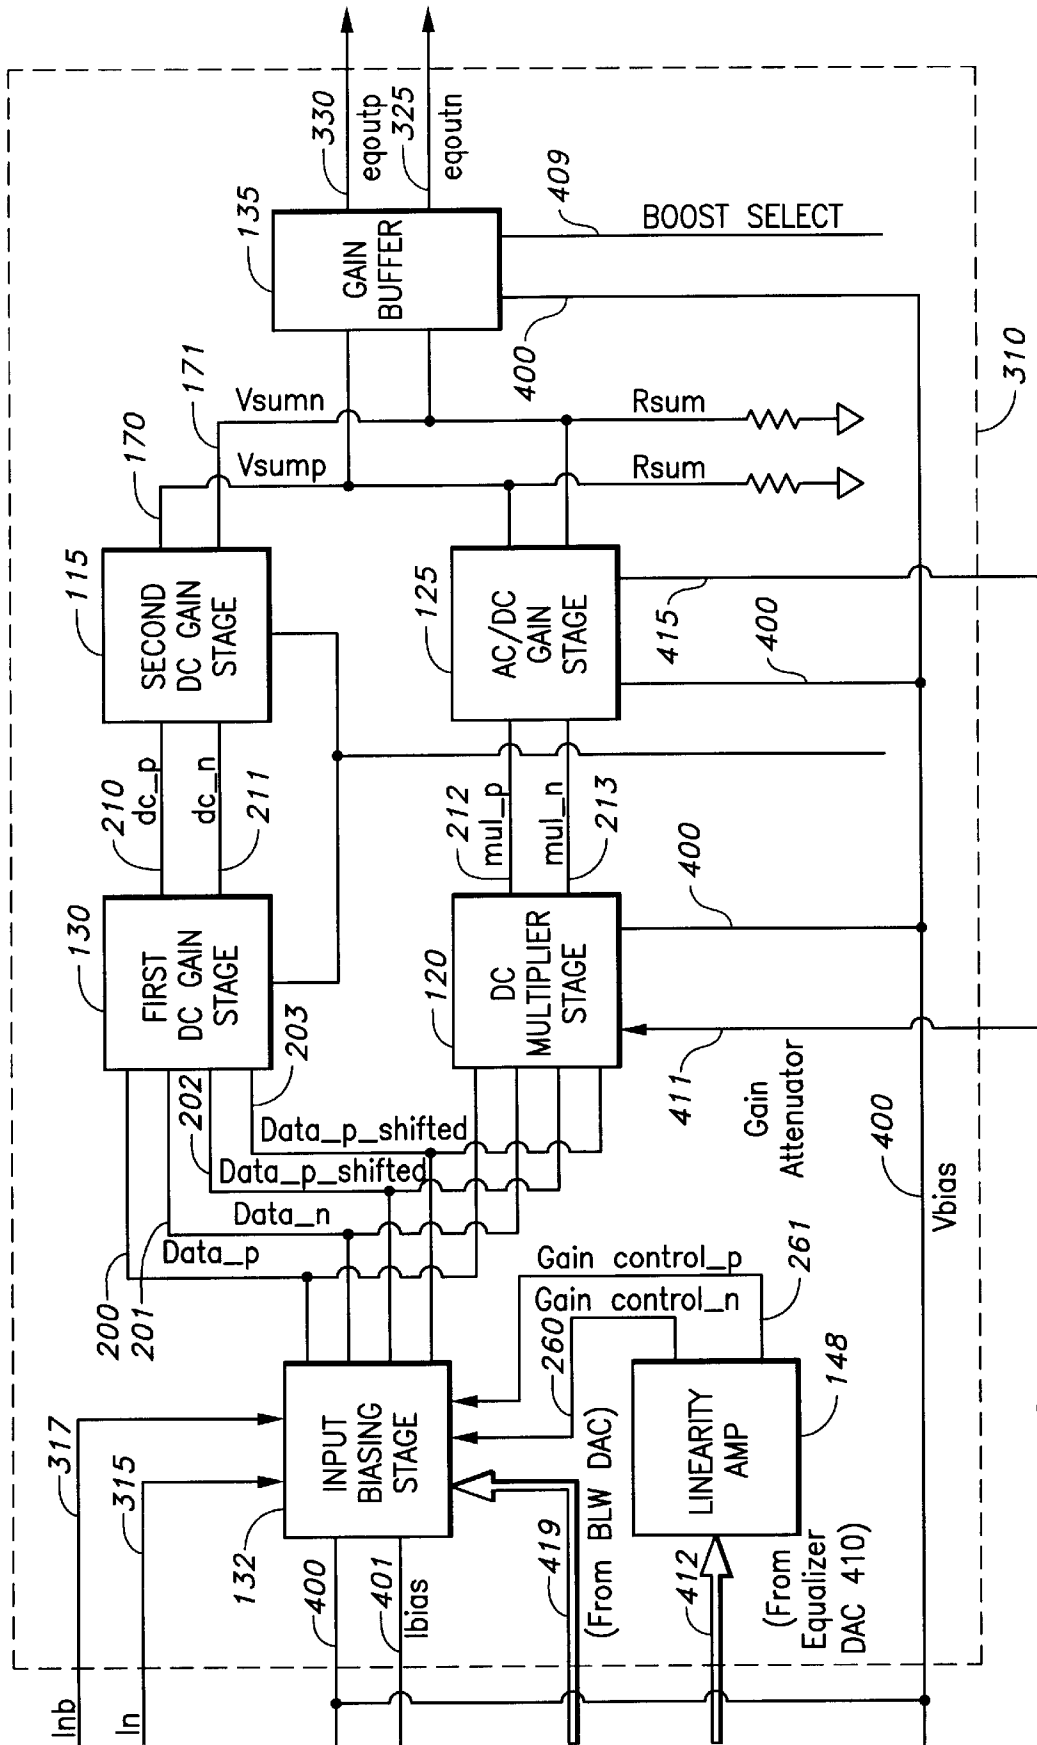 330
eqoutp
325
eqoutn
135
GAIN
BUFFER
409
BOOST SELECT
400
310
171
Vsumn
Rsum
170
Vsump
Rsum
115
SECOND
DC GAIN
STAGE
125
AC/DC
GAIN
STAGE
415
400
210
dc_p
dc_n
211
212
mul_p
mul_n
213
130
FIRST
DC GAIN
STAGE
203
202
120
DC
MULTIPLIER
STAGE
400
411
Gain
Attenuator
400
Vbias
Data_p_shifted
Data_p_shifted
Data_n
Data_p
200
201
Gain control_p
Gain control_n
261
260
148
LINEARITY
AMP
317
Inb
315
In
INPUT
BIASING
STAGE
132
400
401
Ibias
419
(From BLW DAC)
412
(From
Equalizer
DAC 410)